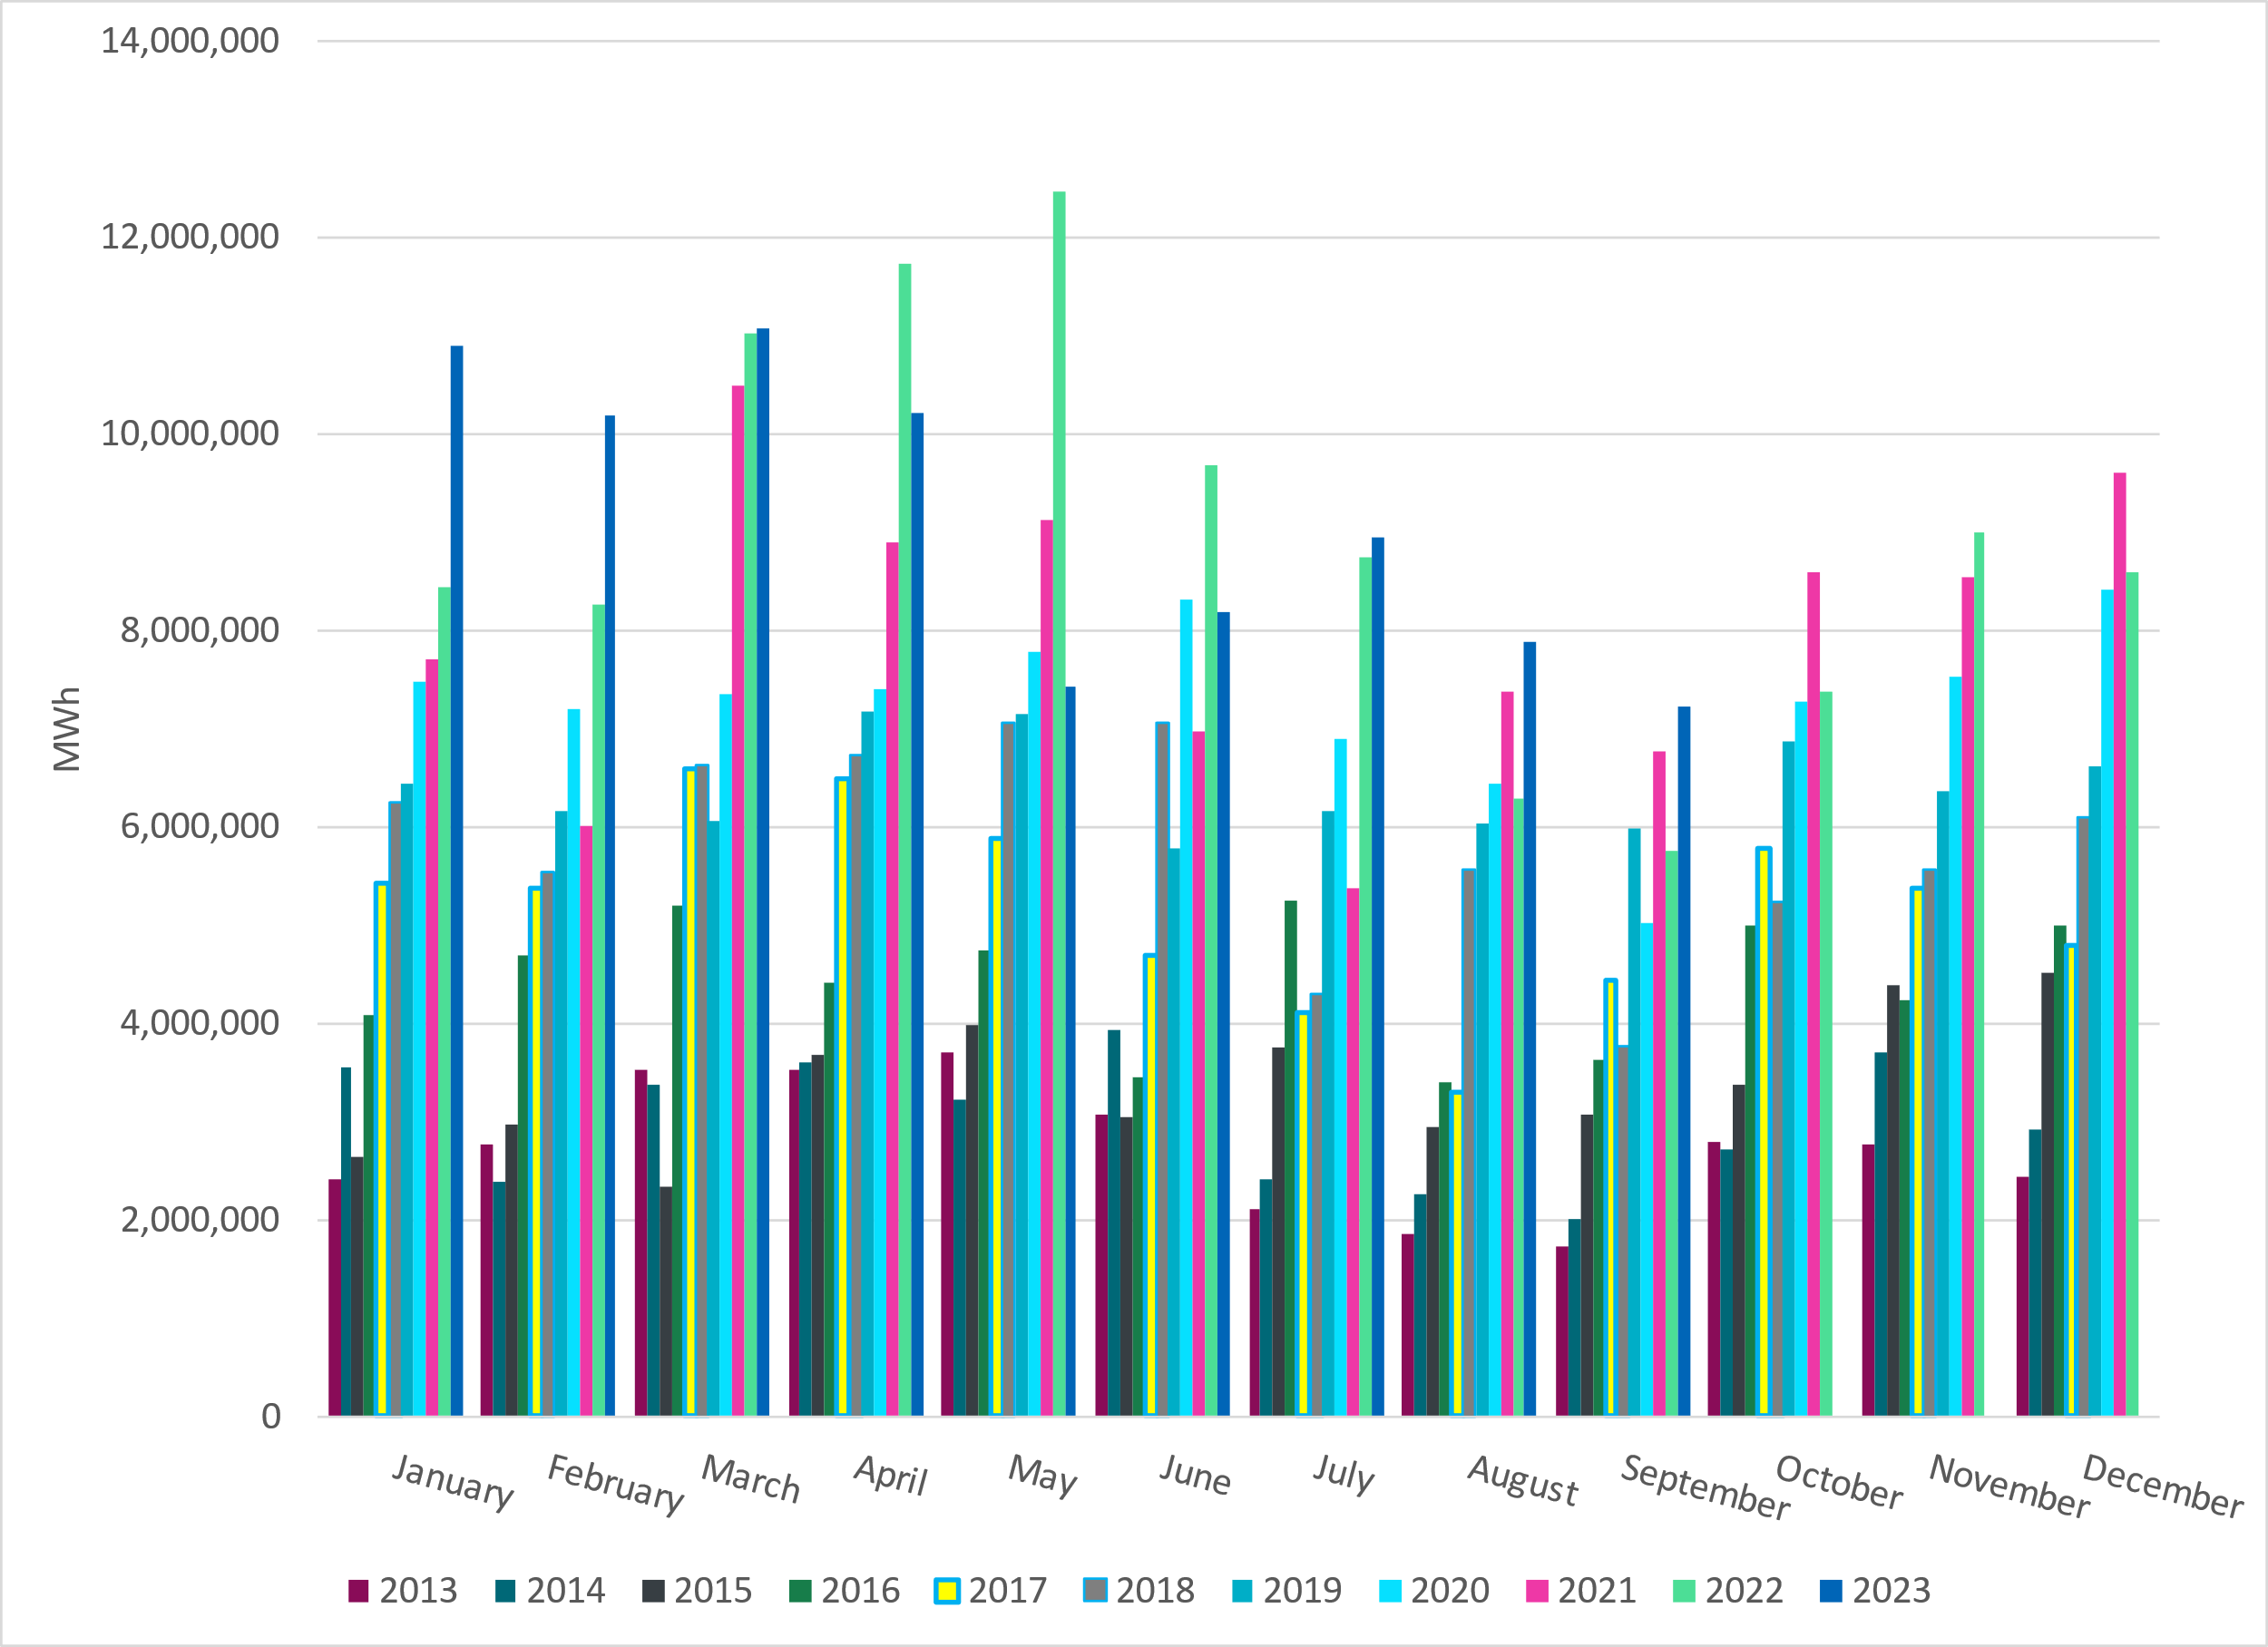 14,000,000
12,000,000
10,000,000
8,000,000
6,000,000
4,000,000
2,000,000
0
MWh
January
February
March
April
May
June
July
August
September
October
November
December
2013 2014 2015 2016 2017 2018 2019 2020 2021 2022 2023